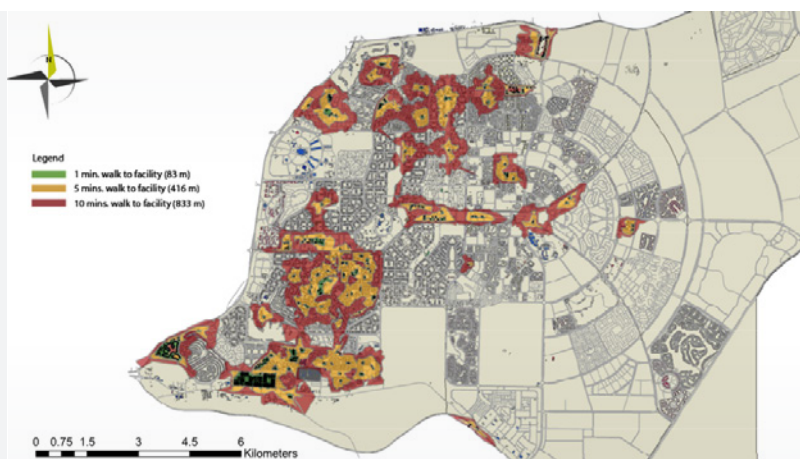 N
Legend
1 min. walk to facility (83 m)
5 mins. walk to facility (416 m)
10 mins. walk to facility (833 m)
0 0.75 1.5 3 4.5 6
Kilometers